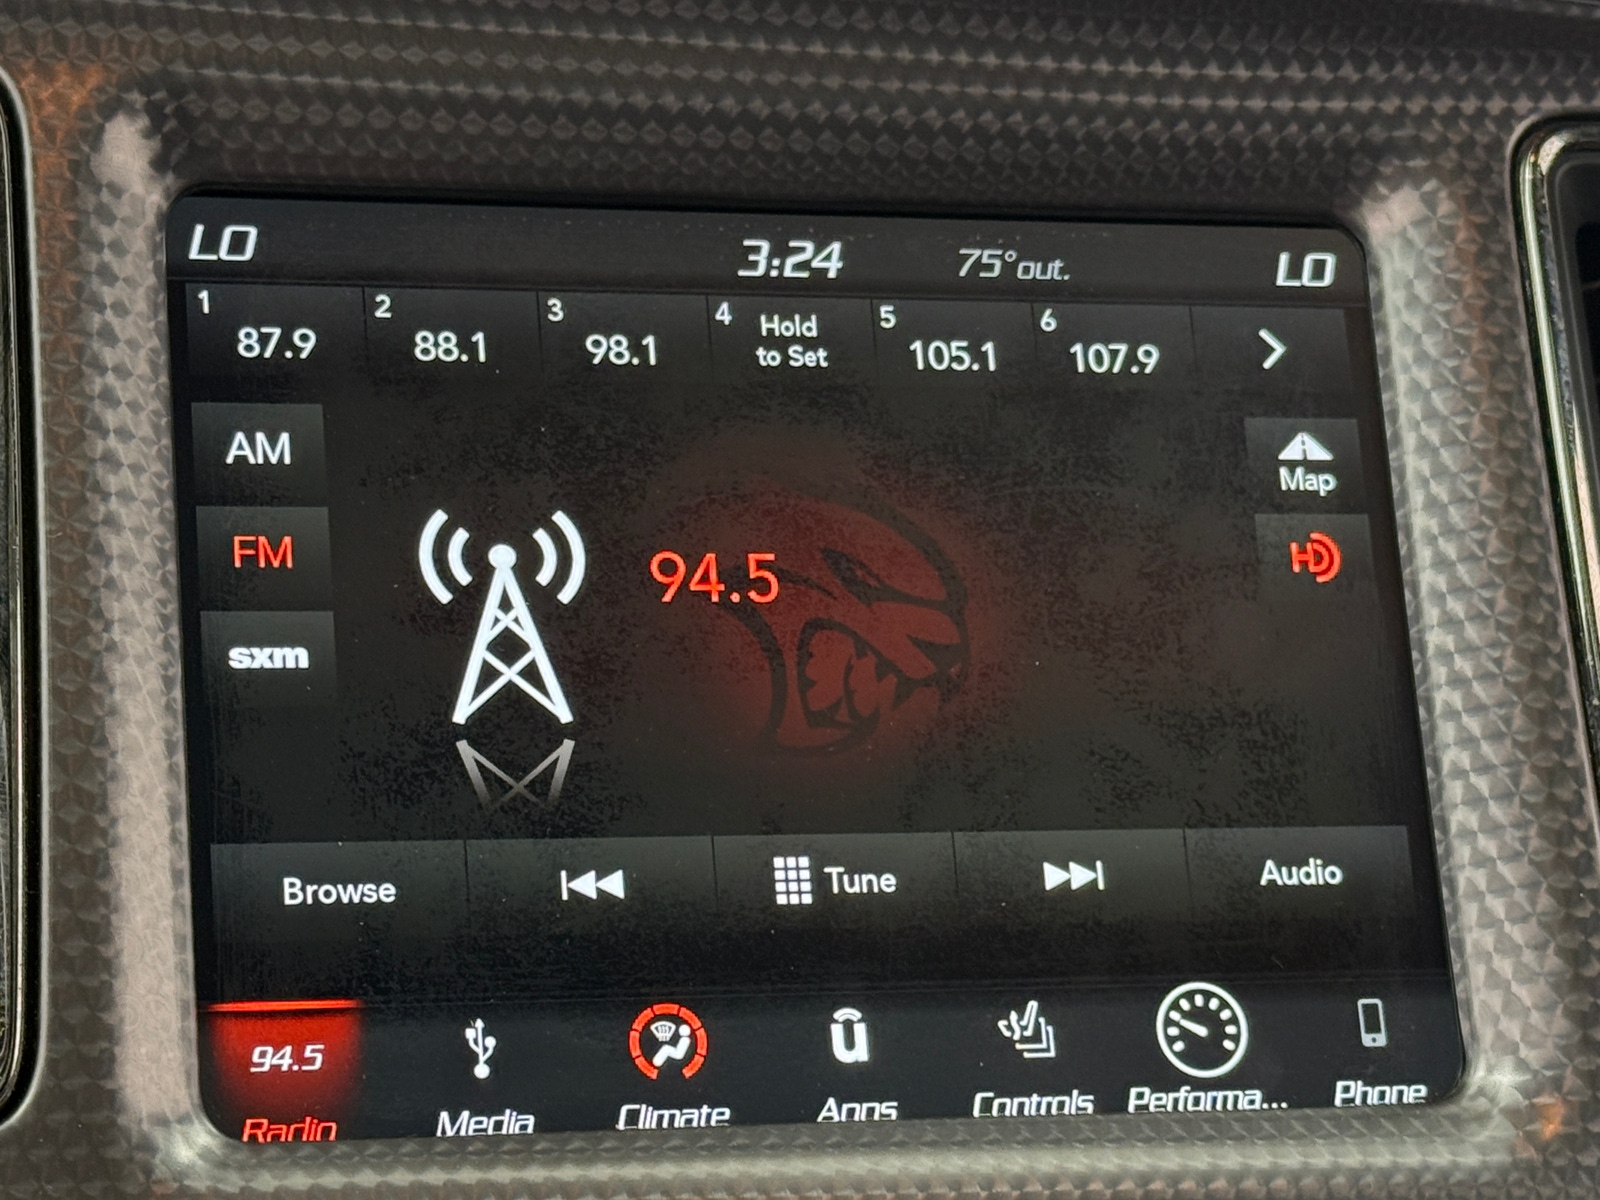 LO 3:24 75°out. LO
1 87.9 2 88.1 3 98.1 4 Hold to Set 5 105.1 6 107.9
AM
Map
FM
94.5
HD
sxm
Browse Tune Audio
94.5
Radio Media Climate Apps Controls Performa... Phone